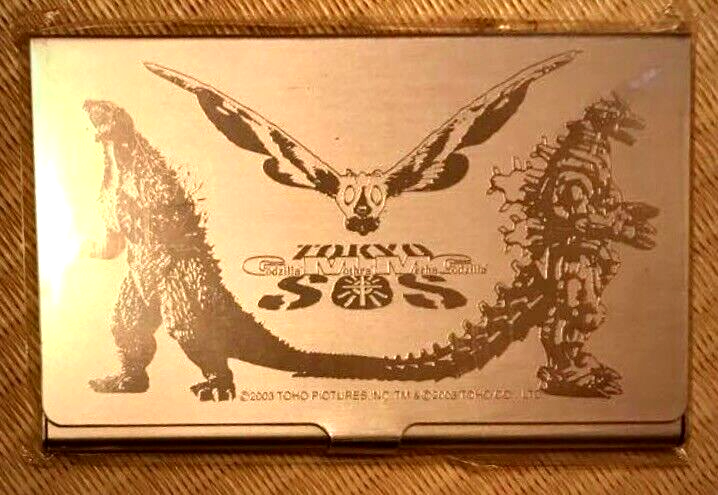 TOKYO
Godzilla Mothra Mecha Godzilla
SOS
©2003 TOHO PICTURES, INC. TM & ©2003 TOHO CO., LTD.